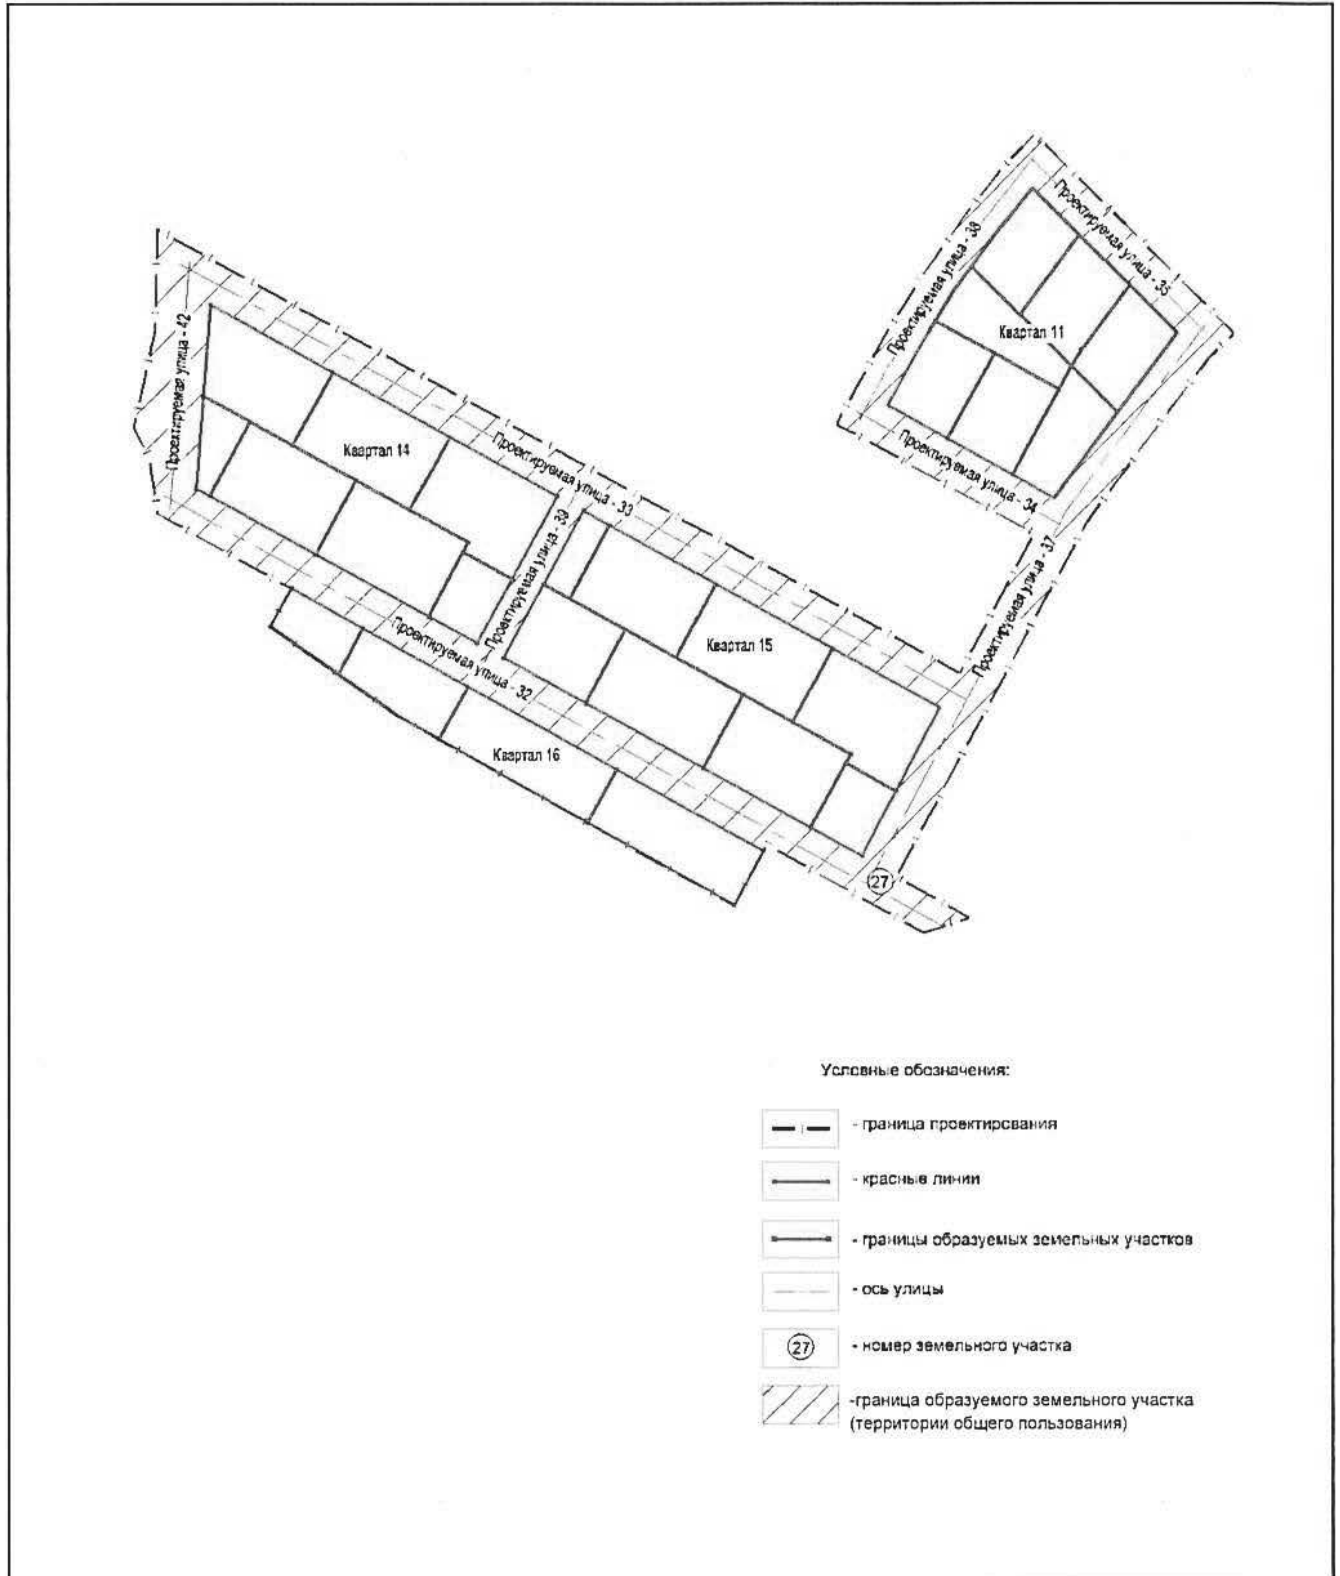 Проектируемая улица - 35
Проектируемая улица - 38
Квартал 11
Проектируемая улица - 34
Проектируемая улица - 42
Квартал 14
Проектируемая улица - 33
Проектируемая улица - 39
Проектируемая улица - 37
Квартал 15
Проектируемая улица - 32
Квартал 16
27
Условные обозначения:
- граница проектирования
- красные линии
- границы образуемых земельных участков
- ось улицы
27
- номер земельного участка
-граница образуемого земельного участка
(территории общего пользования)